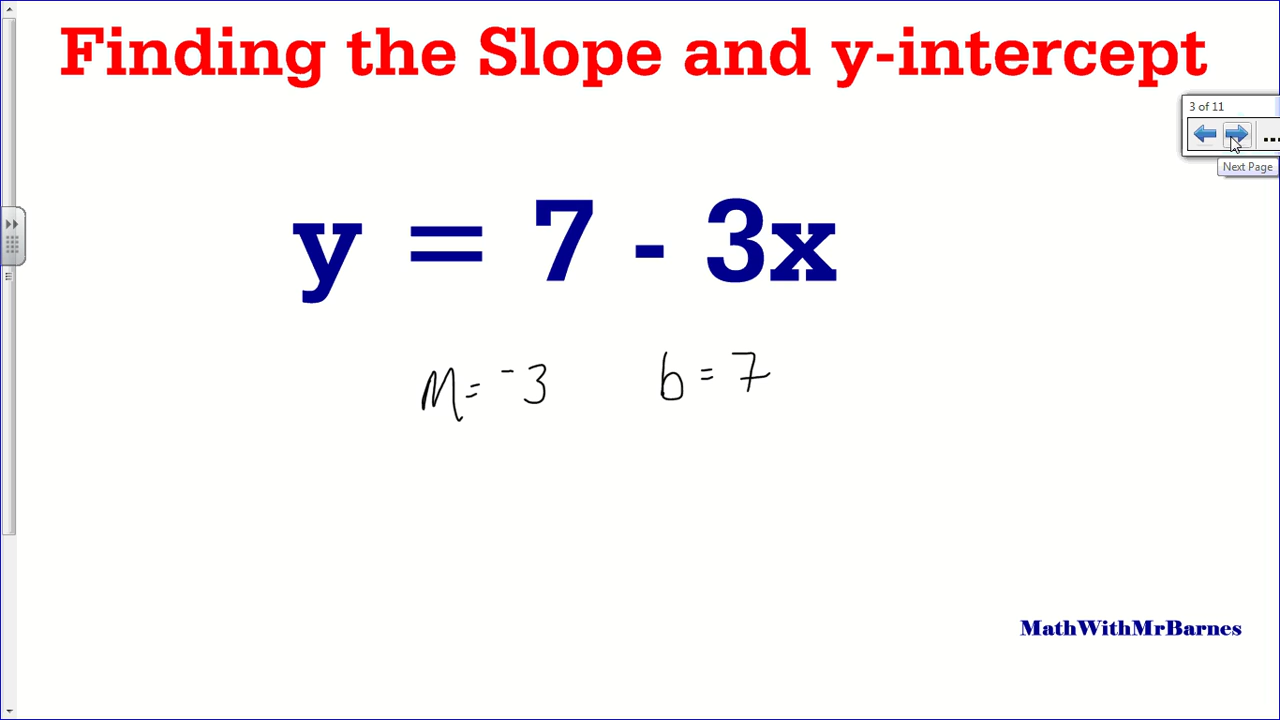 Finding the Slope and y-intercept
3 of 11
...
Next Page
y = 7 - 3x
m = -3 b = 7
MathWithMrBarnes